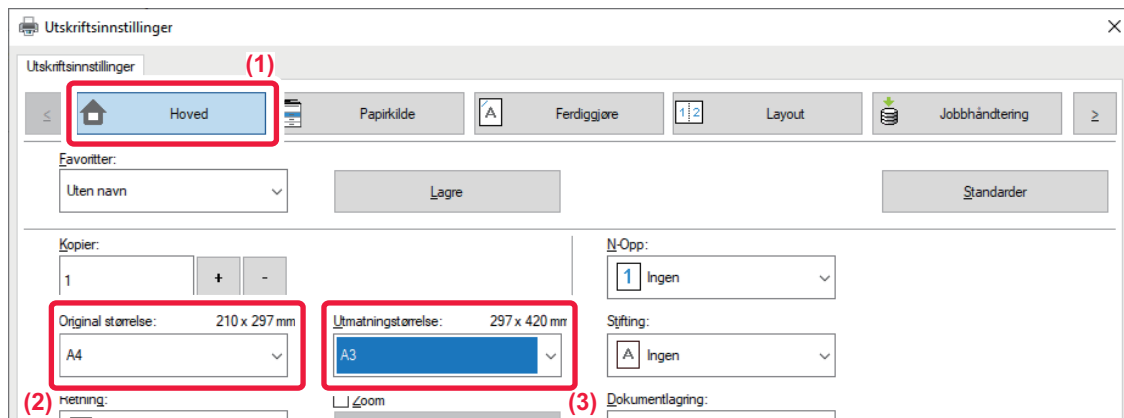 Utskriftsinnstillinger
Utskriftsinnstillinger
(1)
< Hoved Papirkilde Ferdiggjøre Layout Jobbhåndtering >
Favoritter:
Uten navn Lagre Standarder
Kopier: N-Opp:
1 + - 1 Ingen
Original størrelse: 210 x 297 mm Utmatningstørrelse: 297 x 420 mm Stifting:
A4 A3 A Ingen
(2) Retning: Zoom (3) Dokumentlagring: